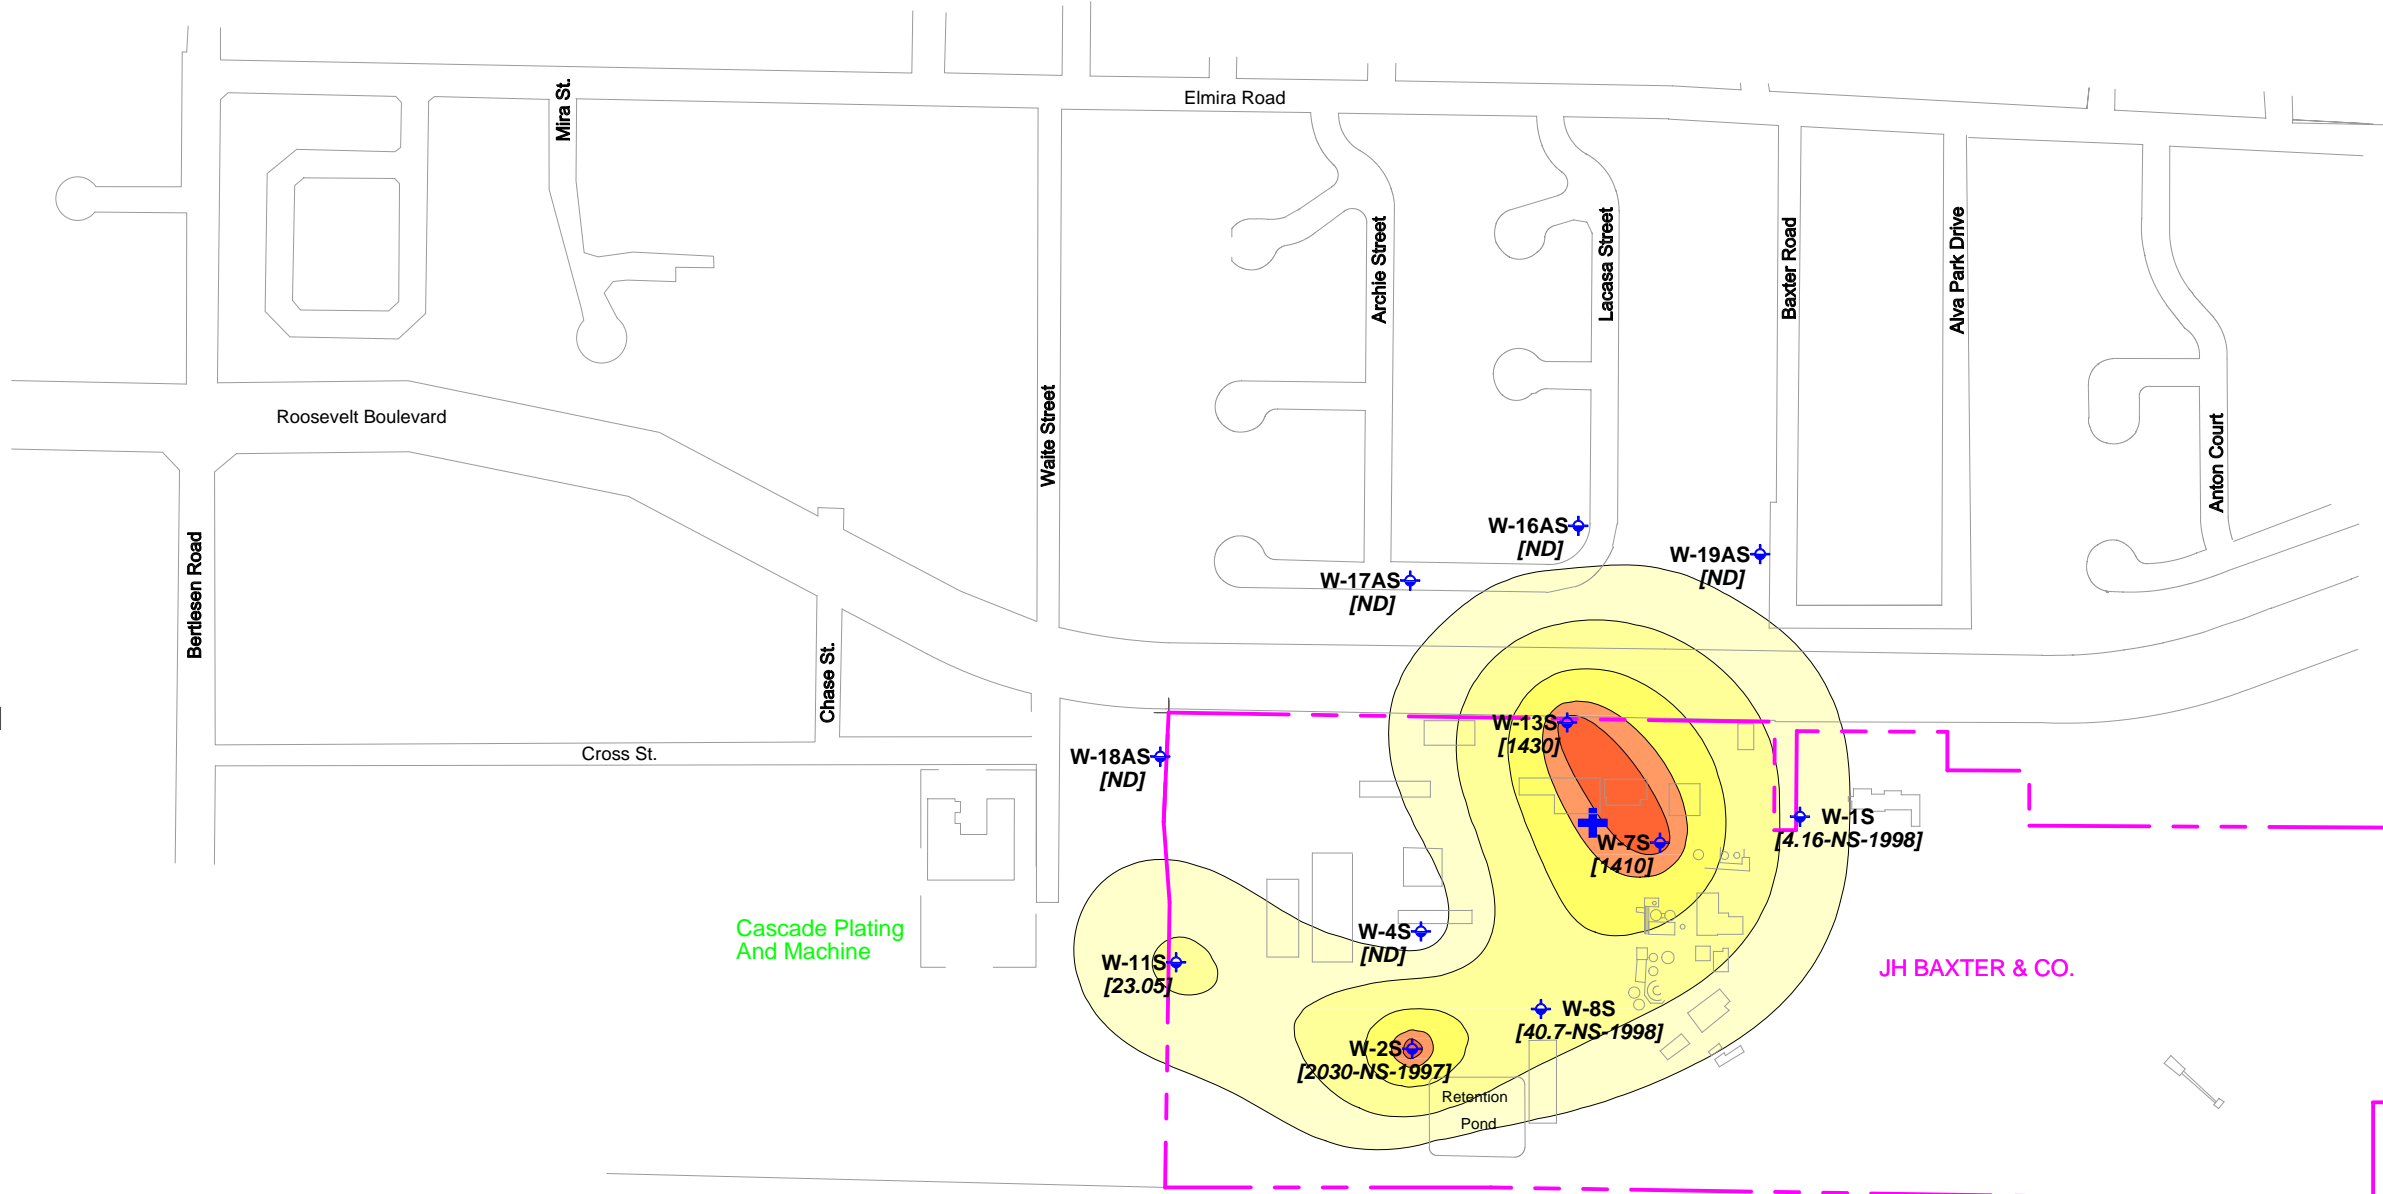 Elmira Road
Mira St.
Archie Street
Lacasa Street
Baxter Road
Alva Park Drive
Waite Street
Anton Court
Roosevelt Boulevard
Bertlesen Road
Chase St.
Cross St.
W-16AS
[ND]
W-19AS
[ND]
W-17AS
[ND]
W-13S
[1430]
W-18AS
[ND]
W-1S
[4.16-NS-1998]
W-7S
[1410]
Cascade Plating
And Machine
W-4S
[ND]
W-11S
[23.05]
JH BAXTER & CO.
W-8S
[40.7-NS-1998]
W-2S
[2030-NS-1997]
Retention
Pond